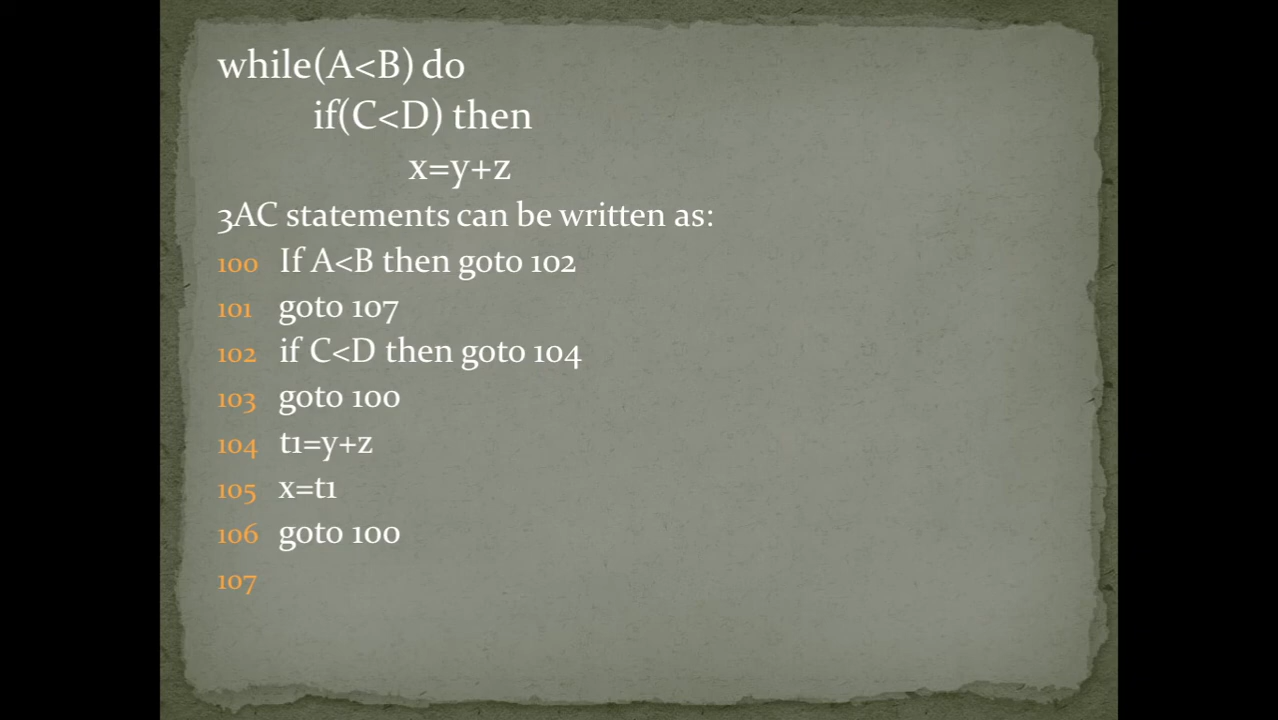 while(A<B) do
if(C<D) then
x=y+z
3AC statements can be written as:
100 If A<B then goto 102
101 goto 107
102 if C<D then goto 104
103 goto 100
104 t1=y+z
105 x=t1
106 goto 100
107